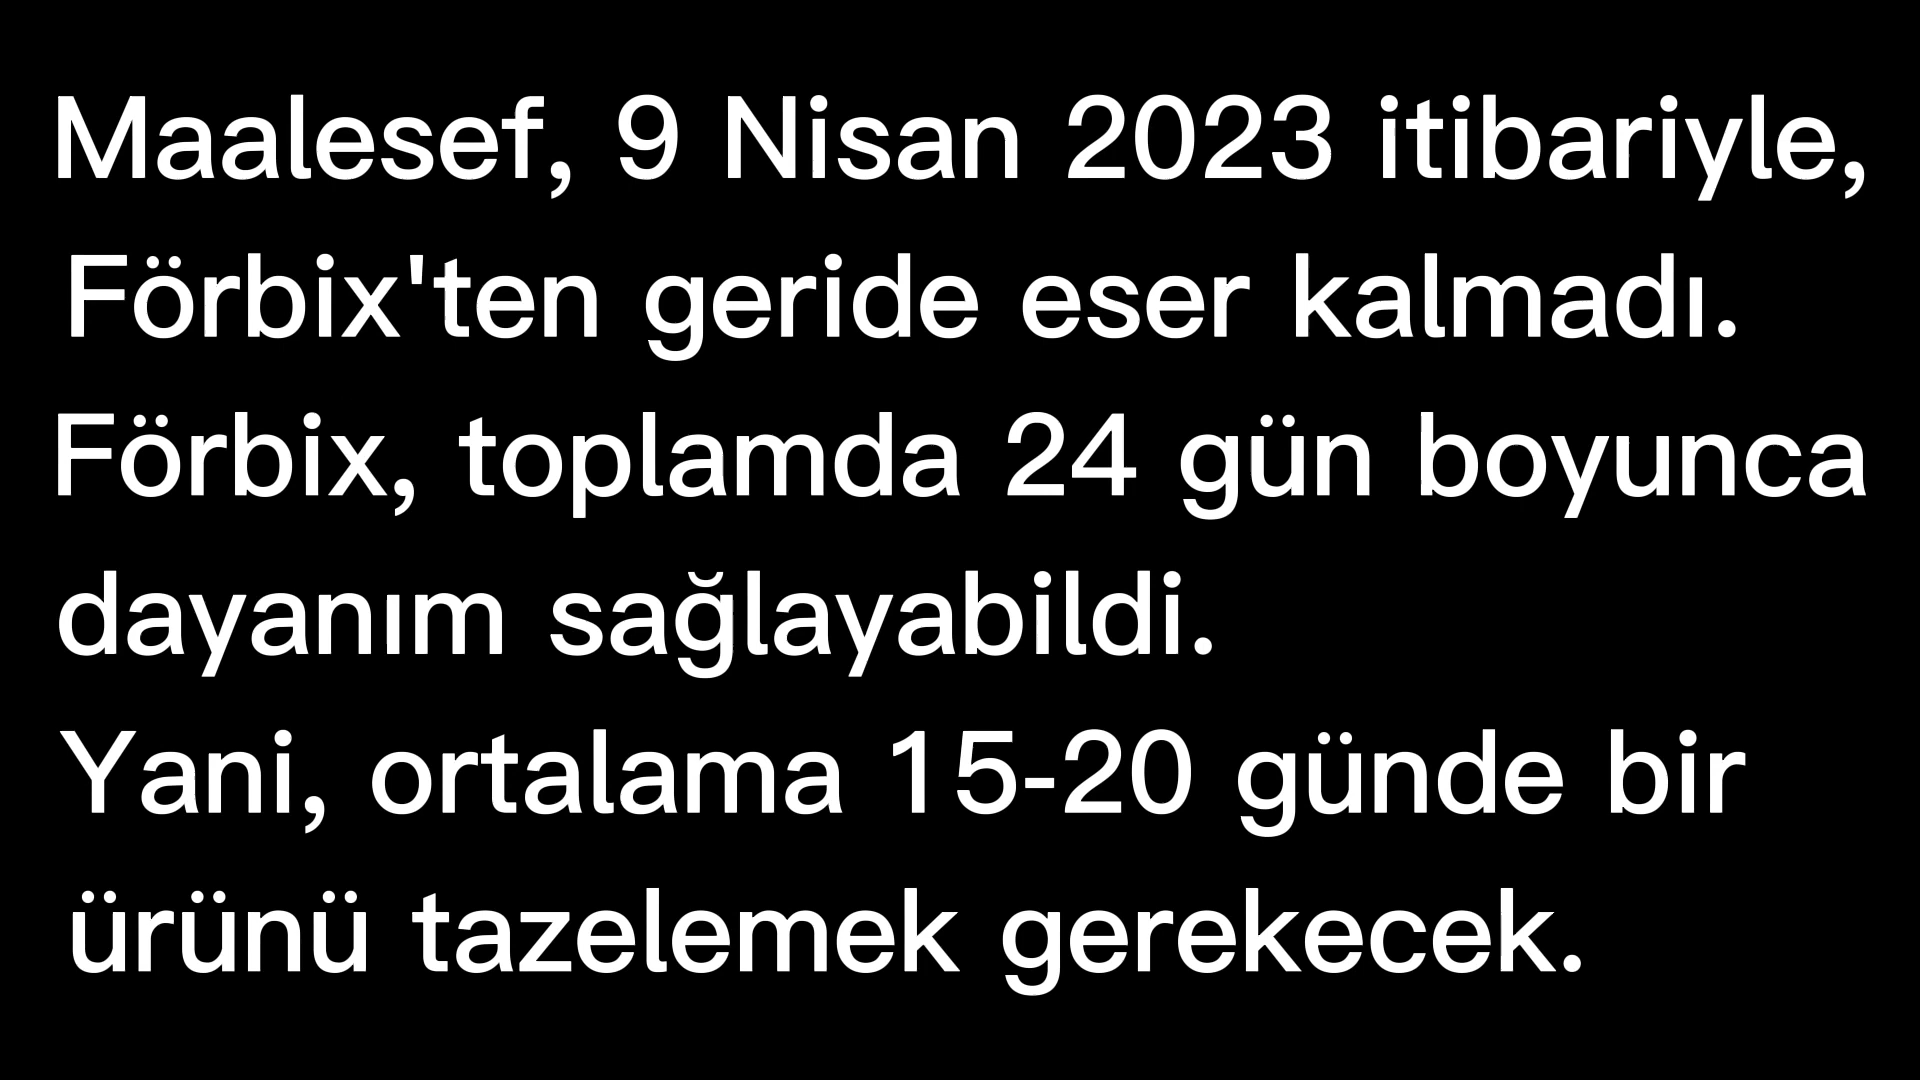 Maalesef, 9 Nisan 2023 itibariyle,
Förbix'ten geride eser kalmadı.
Förbix, toplamda 24 gün boyunca
dayanım sağlayabildi.
Yani, ortalama 15-20 günde bir
ürünü tazelemek gerekecek.